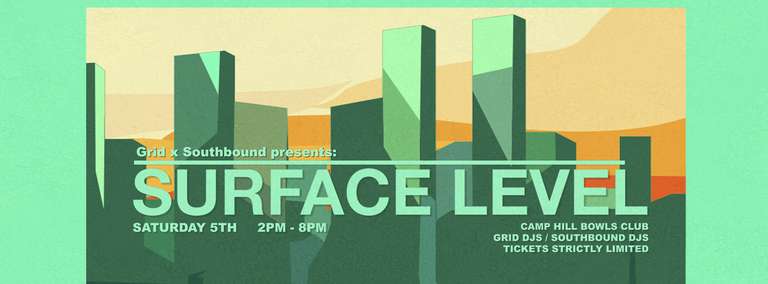 Grid x Southbound presents:
SURFACE LEVEL
SATURDAY 5TH 2PM - 8PM
CAMP HILL BOWLS CLUB
GRID DJS / SOUTHBOUND DJS
TICKETS STRICTLY LIMITED